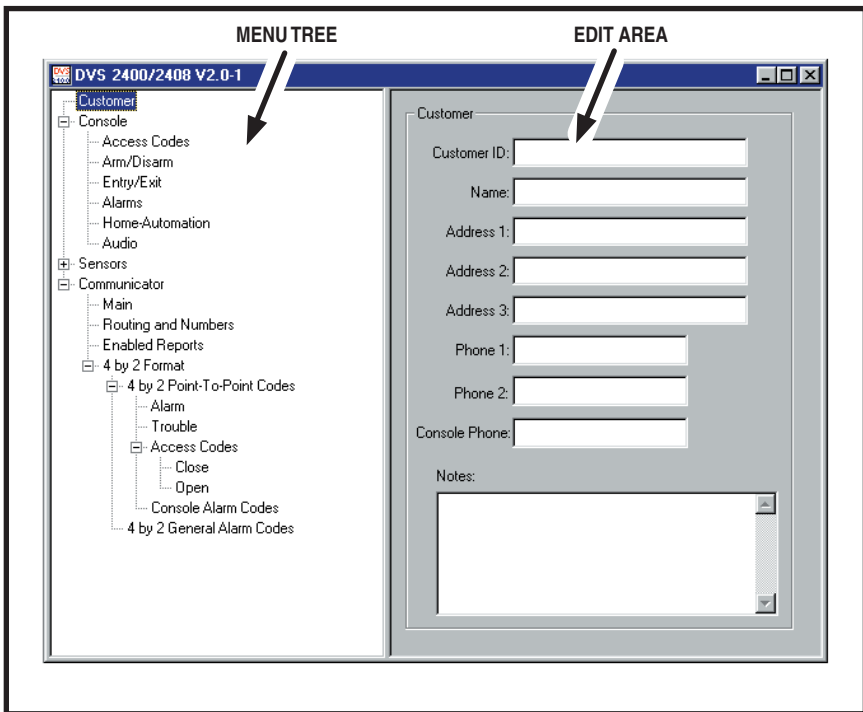 MENU TREE
EDIT AREA
DVS 2400/2408 V2.0-1
Customer
Console
Access Codes
Arm/Disarm
Entry/Exit
Alarms
Home-Automation
Audio
Sensors
Communicator
Main
Routing and Numbers
Enabled Reports
4 by 2 Format
4 by 2 Point-To-Point Codes
Alarm
Trouble
Access Codes
Close
Open
Console Alarm Codes
4 by 2 General Alarm Codes
Customer
Customer ID:
Name:
Address 1:
Address 2:
Address 3:
Phone 1:
Phone 2:
Console Phone:
Notes: